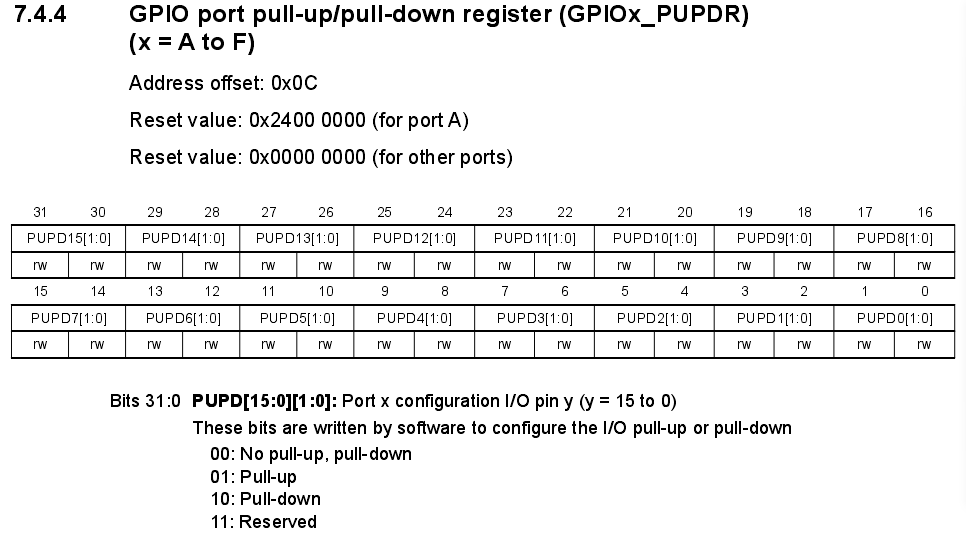 7.4.4 GPIO port pull-up/pull-down register (GPIOx_PUPDR)
(x = A to F)
Address offset: 0x0C
Reset value: 0x2400 0000 (for port A)
Reset value: 0x0000 0000 (for other ports)
31 30 29 28 27 26 25 24 23 22 21 20 19 18 17 16
PUPD15[1:0] PUPD14[1:0] PUPD13[1:0] PUPD12[1:0] PUPD11[1:0] PUPD10[1:0] PUPD9[1:0] PUPD8[1:0]
rw rw rw rw rw rw rw rw rw rw rw rw rw rw rw rw
15 14 13 12 11 10 9 8 7 6 5 4 3 2 1 0
PUPD7[1:0] PUPD6[1:0] PUPD5[1:0] PUPD4[1:0] PUPD3[1:0] PUPD2[1:0] PUPD1[1:0] PUPD0[1:0]
rw rw rw rw rw rw rw rw rw rw rw rw rw rw rw rw
Bits 31:0 PUPD[15:0][1:0]: Port x configuration I/O pin y (y = 15 to 0)
These bits are written by software to configure the I/O pull-up or pull-down
00: No pull-up, pull-down
01: Pull-up
10: Pull-down
11: Reserved